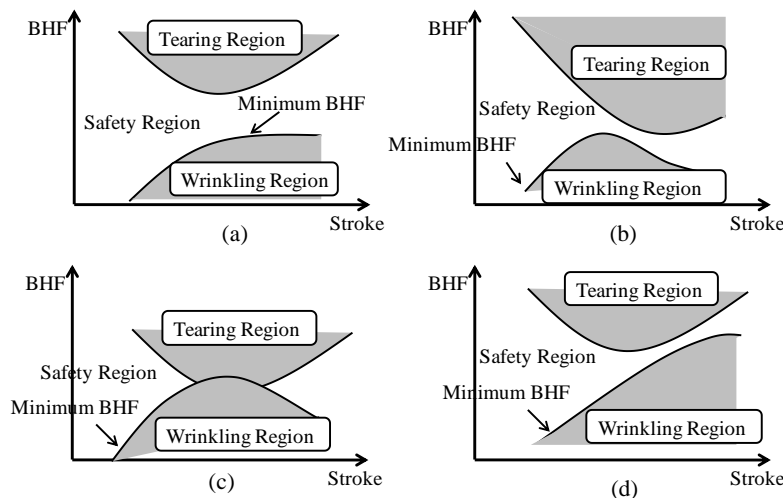 BHF
Tearing Region
Minimum BHF
Safety Region
Wrinkling Region
Stroke
(a)
BHF
Tearing Region
Safety Region
Minimum BHF
Wrinkling Region
Stroke
(b)
BHF
Tearing Region
Safety Region
Minimum BHF
Wrinkling Region
Stroke
(c)
BHF
Tearing Region
Safety Region
Minimum BHF
Wrinkling Region
Stroke
(d)